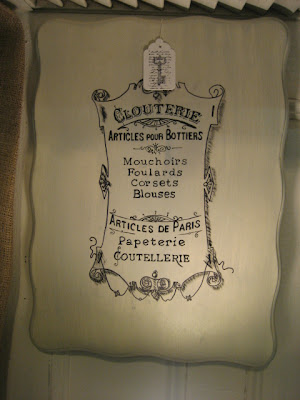 CLOUTERIE
ARTICLES POUR BOTTIERS
Mouchoirs
Foulards
Corsets
Blouses
ARTICLES DE PARIS
Papeterie
COUTELLERIE